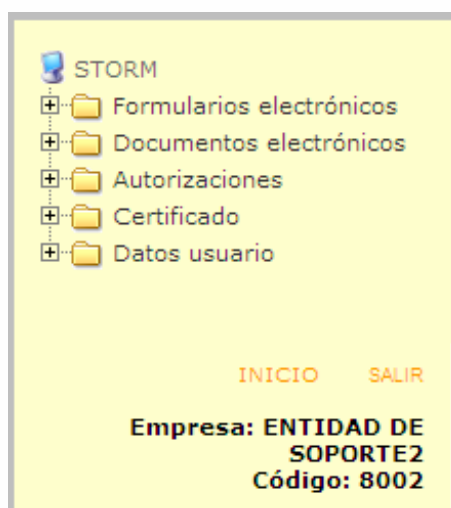 STORM
Formularios electrónicos
Documentos electrónicos
Autorizaciones
Certificado
Datos usuario
INICIO SALIR
Empresa: ENTIDAD DE
SOPORTE2
Código: 8002